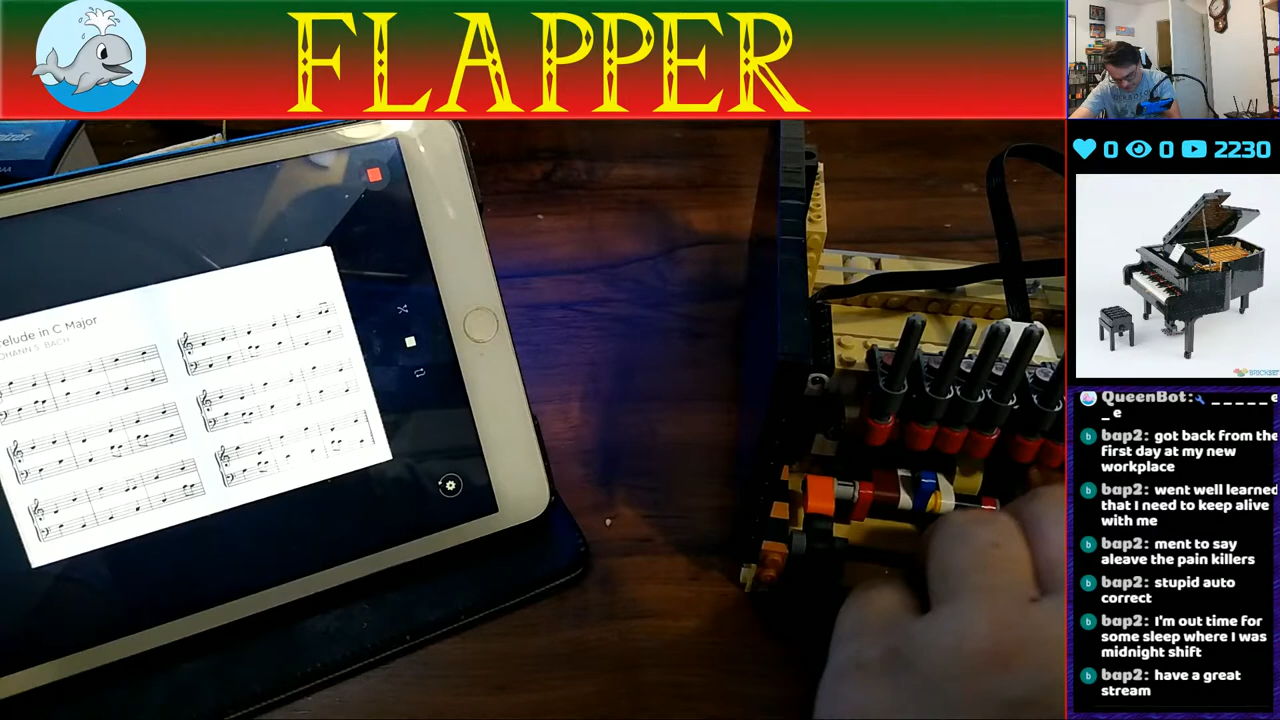 FLAPPER
0 0 2230
relude in C Major
OHANN S. BACH
QueenBot: _ _ _ _ _ e
_ e
bap2: got back from the
first day at my new
workplace
bap2: went well learned
that I need to keep alive
with me
bap2: ment to say
aleave the pain killers
bap2: stupid auto
correct
bap2: I'm out time for
some sleep where I was
midnight shift
bap2: have a great
stream